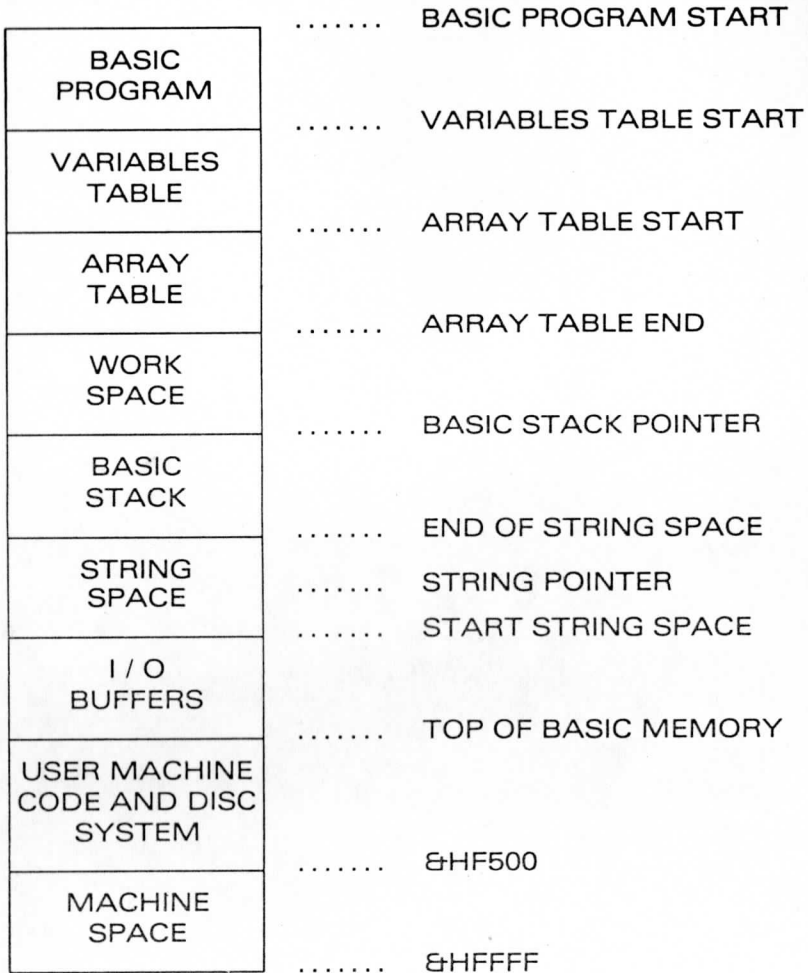 ....... BASIC PROGRAM START
BASIC
PROGRAM
....... VARIABLES TABLE START
VARIABLES
TABLE
....... ARRAY TABLE START
ARRAY
TABLE
....... ARRAY TABLE END
WORK
SPACE
....... BASIC STACK POINTER
BASIC
STACK
....... END OF STRING SPACE
STRING
SPACE
....... STRING POINTER
....... START STRING SPACE
I / O
BUFFERS
....... TOP OF BASIC MEMORY
USER MACHINE
CODE AND DISC
SYSTEM
....... &HF500
MACHINE
SPACE
....... &HFFFF